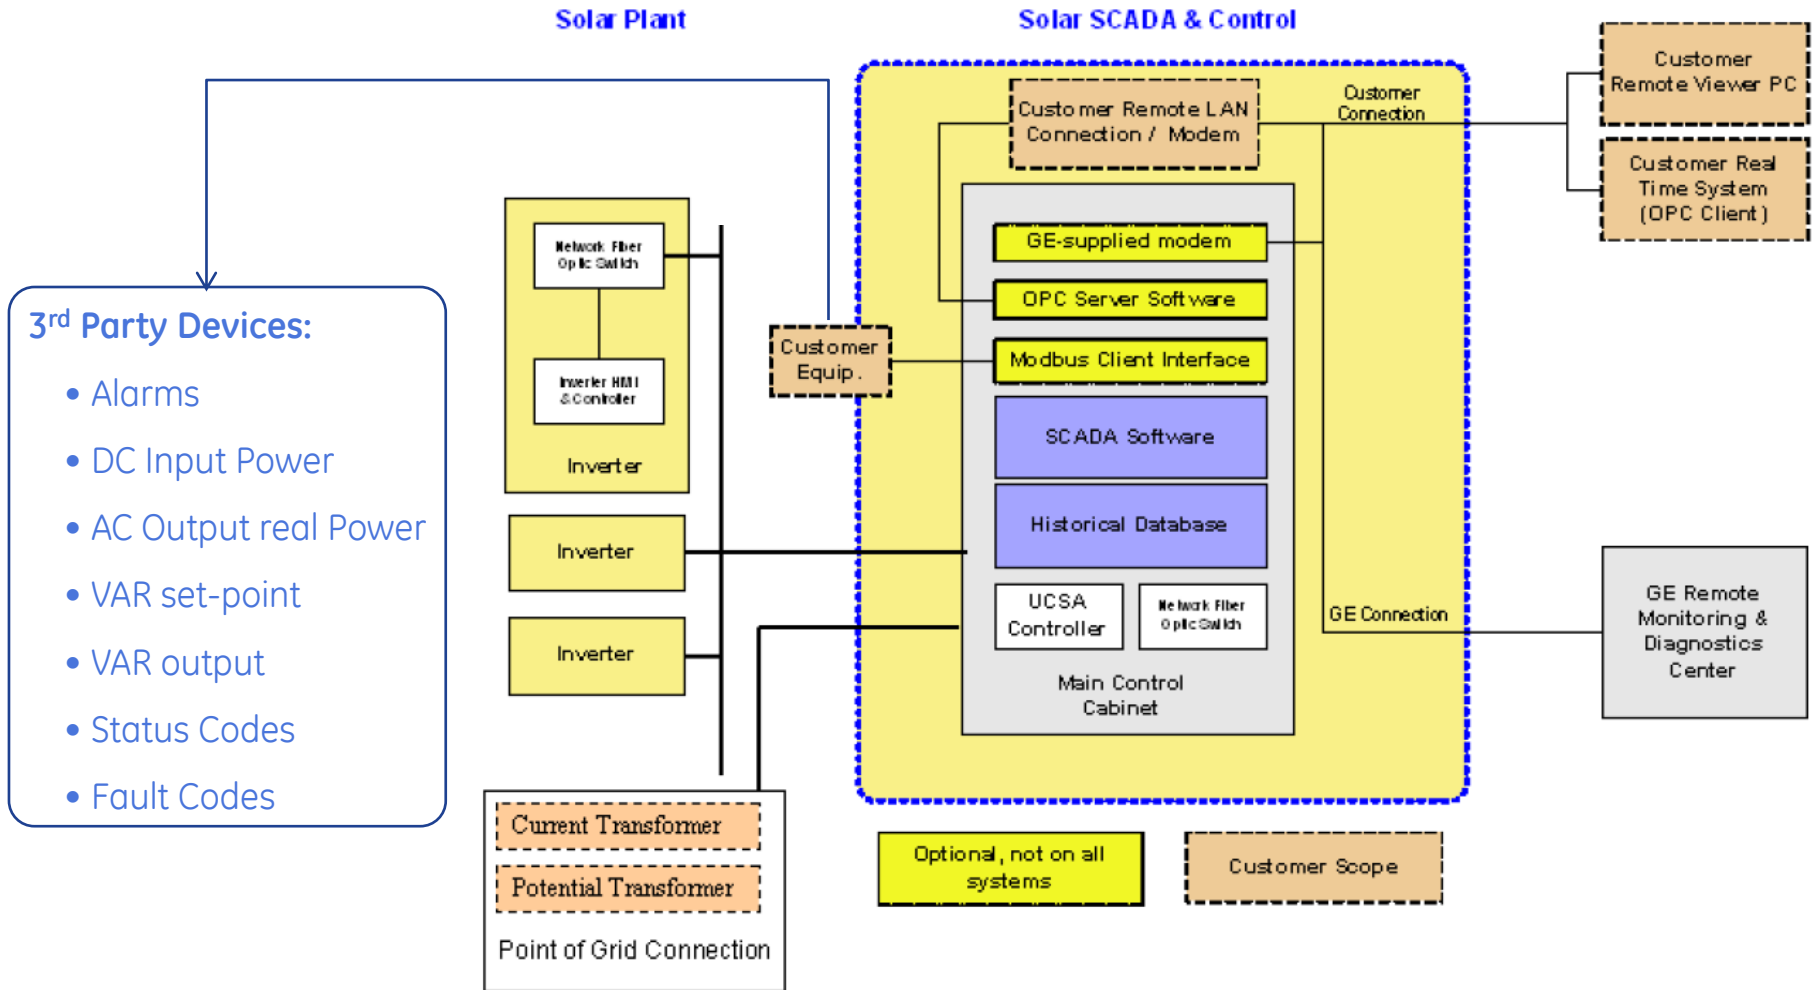 Solar Plant
Solar SCADA & Control
3rd Party Devices:
• Alarms
• DC Input Power
• AC Output real Power
• VAR set-point
• VAR output
• Status Codes
• Fault Codes
Network Fiber
Optic Switch
Inverter HMI
& Controller
Inverter
Inverter
Inverter
Current Transformer
Potential Transformer
Point of Grid Connection
Customer
Equip.
Customer Remote LAN
Connection / Modem
GE-supplied modem
OPC Server Software
Modbus Client Interface
SCADA Software
Historical Database
UCSA
Controller
Network Fiber
Optic Switch
Main Control
Cabinet
Customer
Connection
GE Connection
Customer
Remote Viewer PC
Customer Real
Time System
(OPC Client)
GE Remote
Monitoring &
Diagnostics
Center
Optional, not on all
systems
Customer Scope